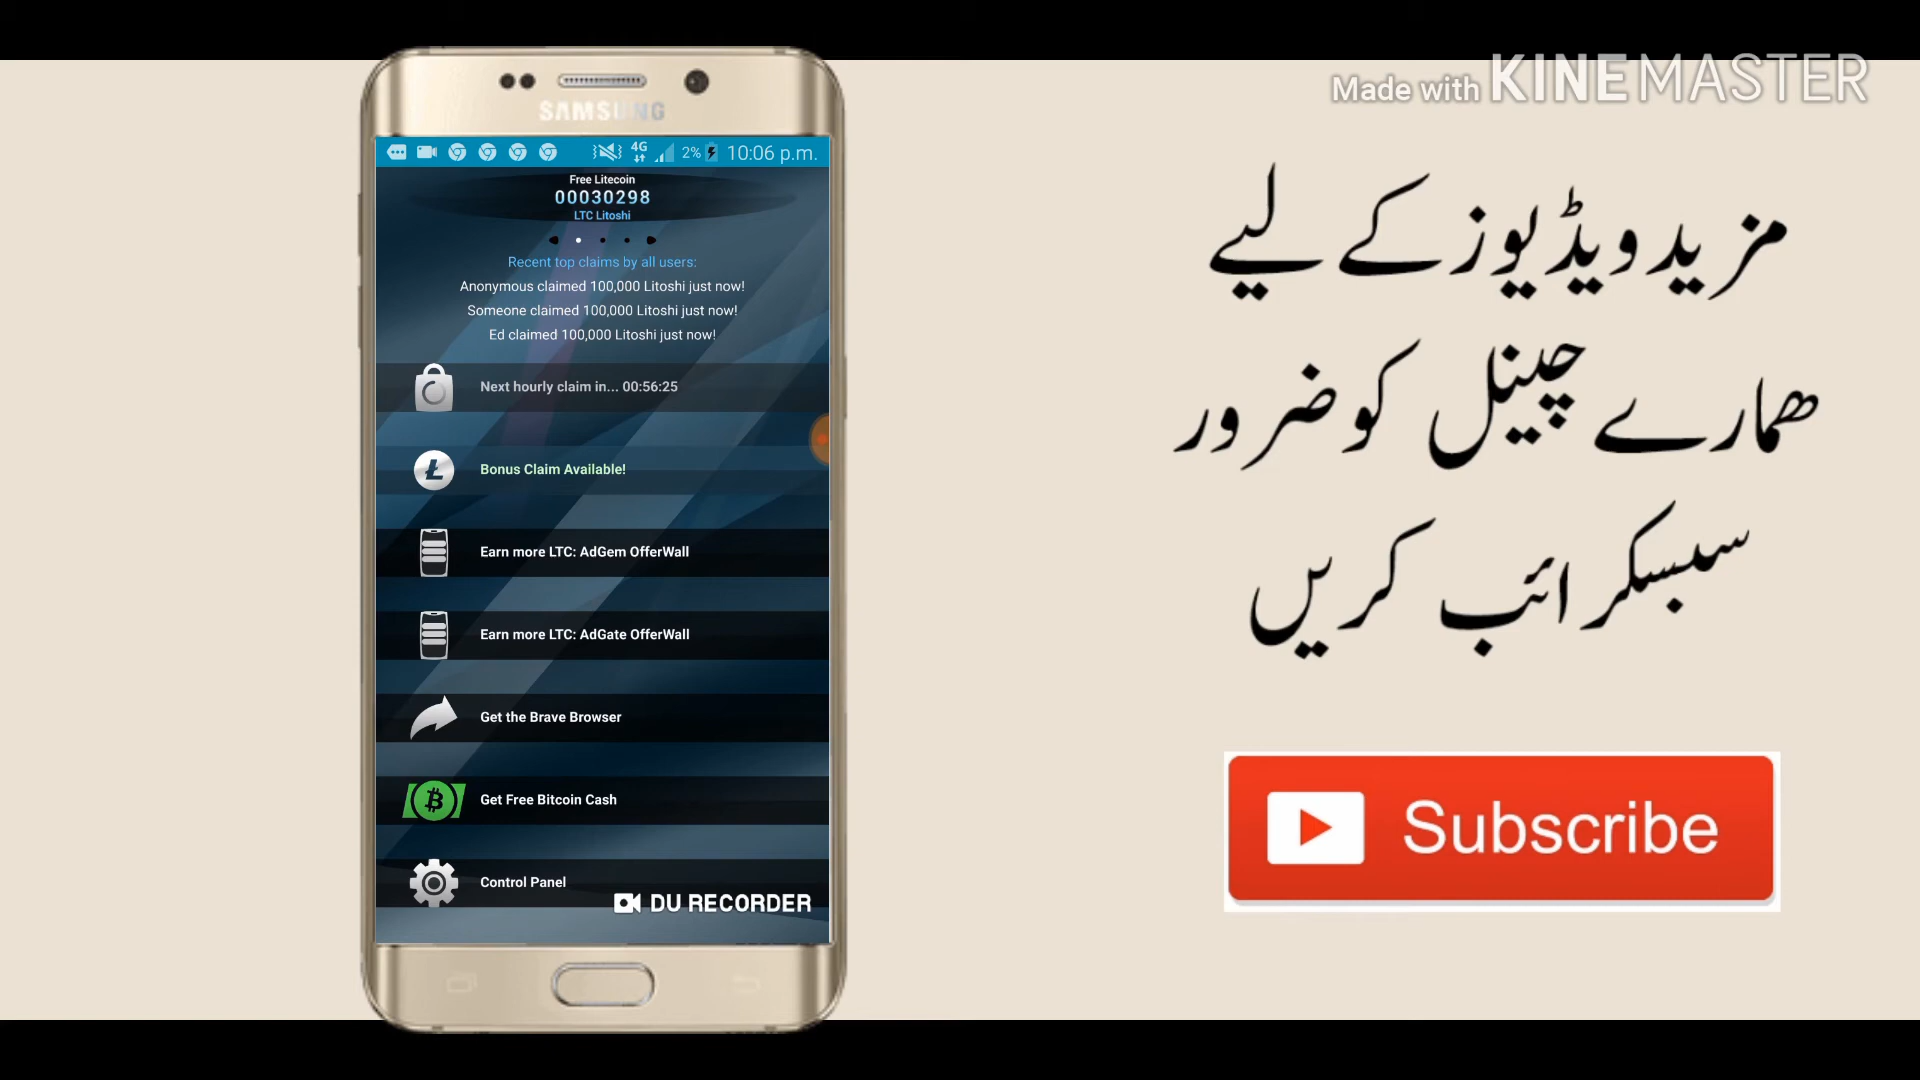 Made with KINEMASTER
SAMSUNG
4G 2% 10:06 p.m.
Free Litecoin
00030298
LTC Litoshi
Recent top claims by all users:
Anonymous claimed 100,000 Litoshi just now!
Someone claimed 100,000 Litoshi just now!
Ed claimed 100,000 Litoshi just now!
Next hourly claim in... 00:56:25
Bonus Claim Available!
Earn more LTC: AdGem OfferWall
Earn more LTC: AdGate OfferWall
Get the Brave Browser
Get Free Bitcoin Cash
Control Panel
DU RECORDER
مزید ویڈیوز کے لیے
ھمارے چینل کو ضرور
سبسکرائب کریں
Subscribe